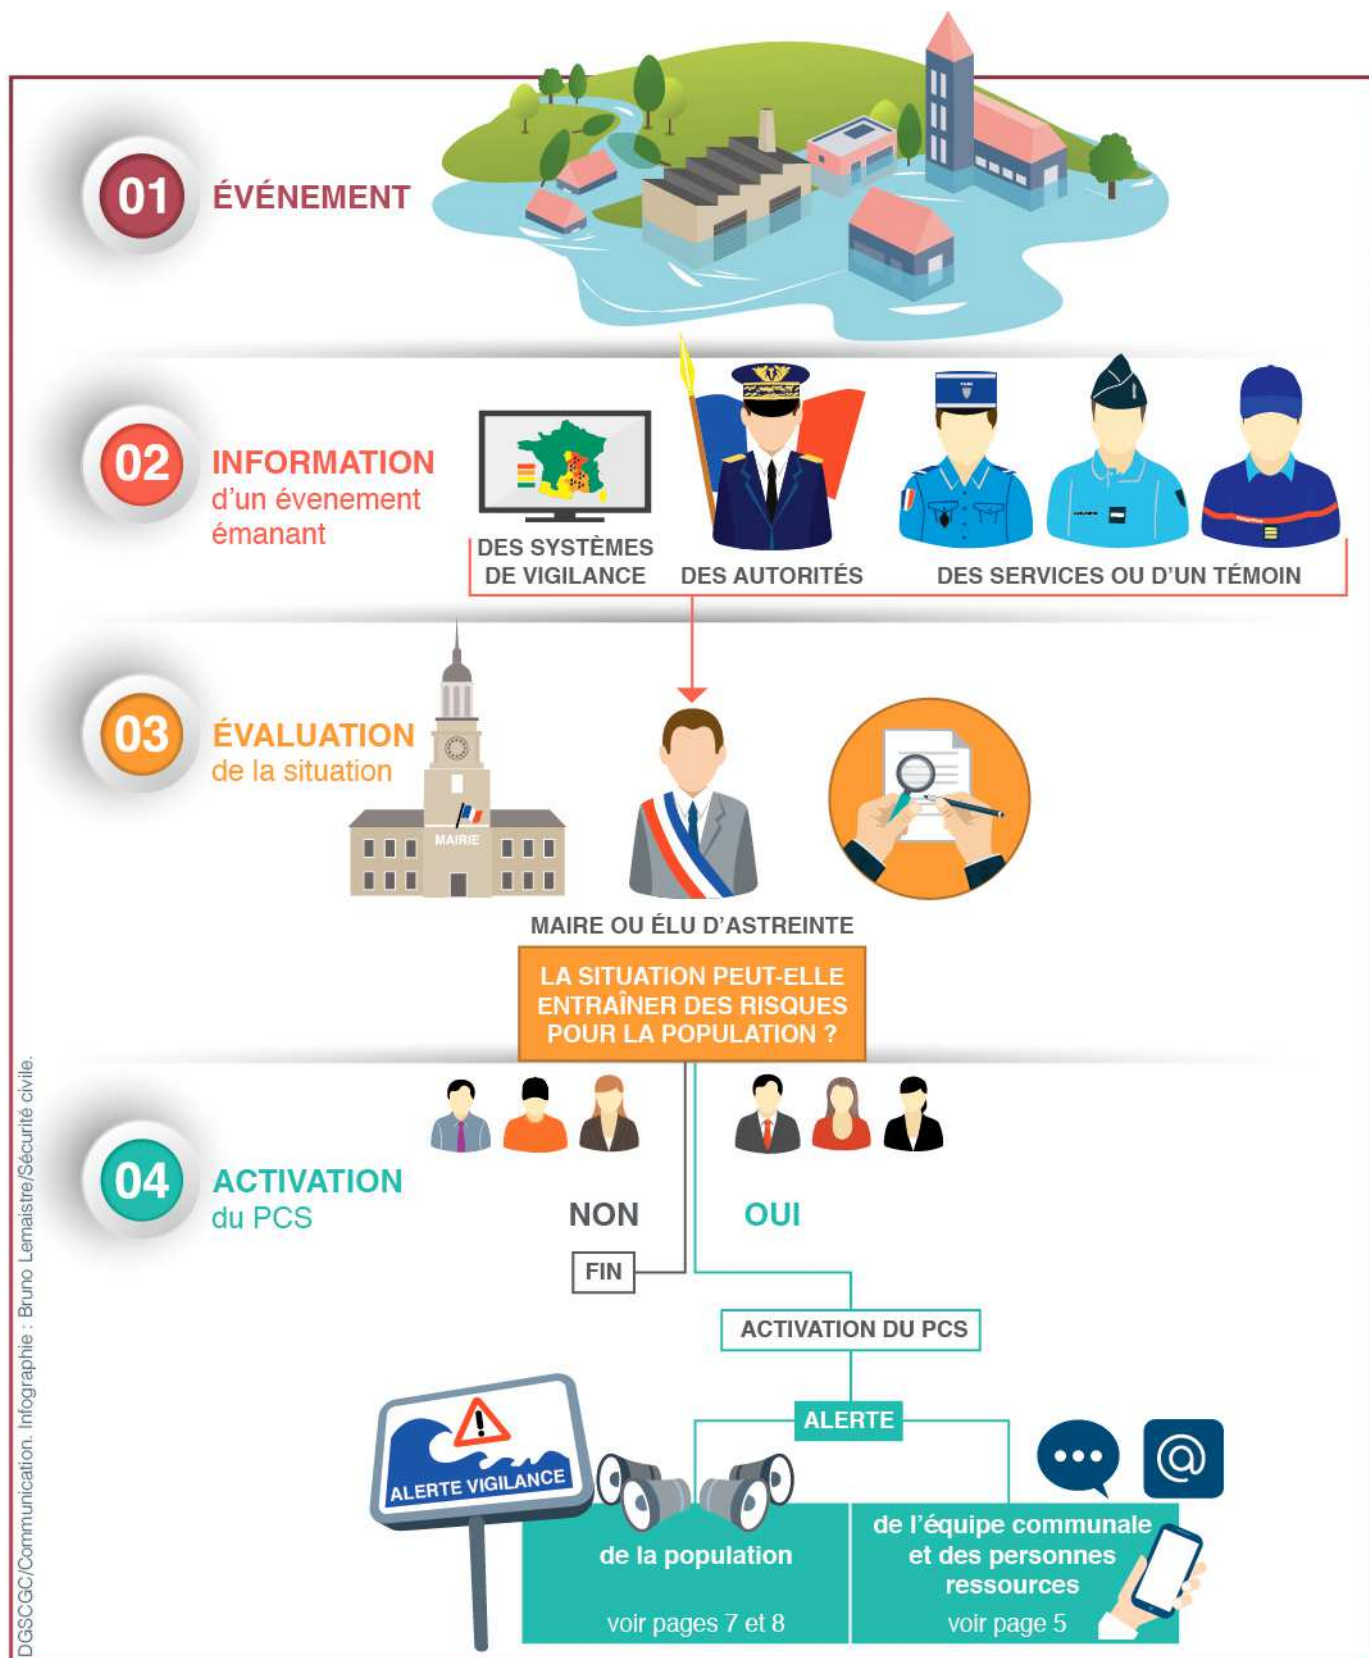 01
ÉVÉNEMENT
02
INFORMATION
d'un évenement
émanant
DES SYSTÈMES
DE VIGILANCE
DES AUTORITÉS
DES SERVICES OU D'UN TÉMOIN
03
ÉVALUATION
de la situation
MAIRIE
MAIRE OU ÉLU D'ASTREINTE
LA SITUATION PEUT-ELLE
ENTRAÎNER DES RISQUES
POUR LA POPULATION ?
04
ACTIVATION
du PCS
NON
OUI
FIN
ACTIVATION DU PCS
ALERTE
ALERTE VIGILANCE
de la population
voir pages 7 et 8
de l'équipe communale
et des personnes
ressources
voir page 5
DGSCGC/Communication. Infographie : Bruno Lemaistre/Sécurité civile.